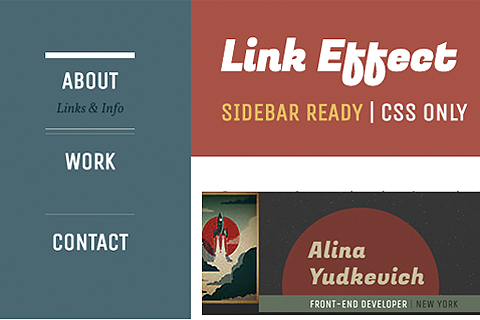 ABOUT
Links & Info
WORK
CONTACT
Link Effect
SIDEBAR READY | CSS ONLY
Alina
Yudkevich
FRONT-END DEVELOPER | NEW YORK